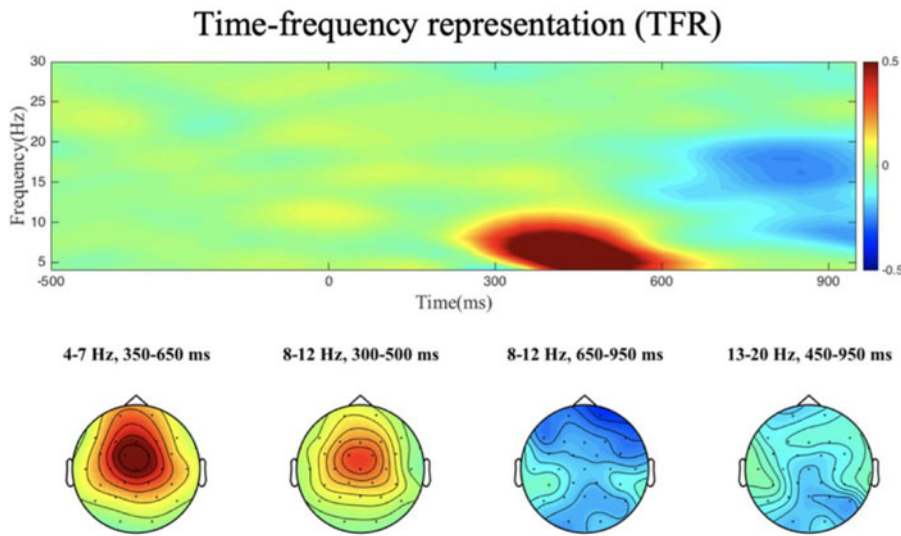 Time-frequency representation (TFR)
30
25
20
15
10
5
Frequency(Hz)
-500
0
300
600
900
Time(ms)
0.5
0
-0.5
4-7 Hz, 350-650 ms
8-12 Hz, 300-500 ms
8-12 Hz, 650-950 ms
13-20 Hz, 450-950 ms